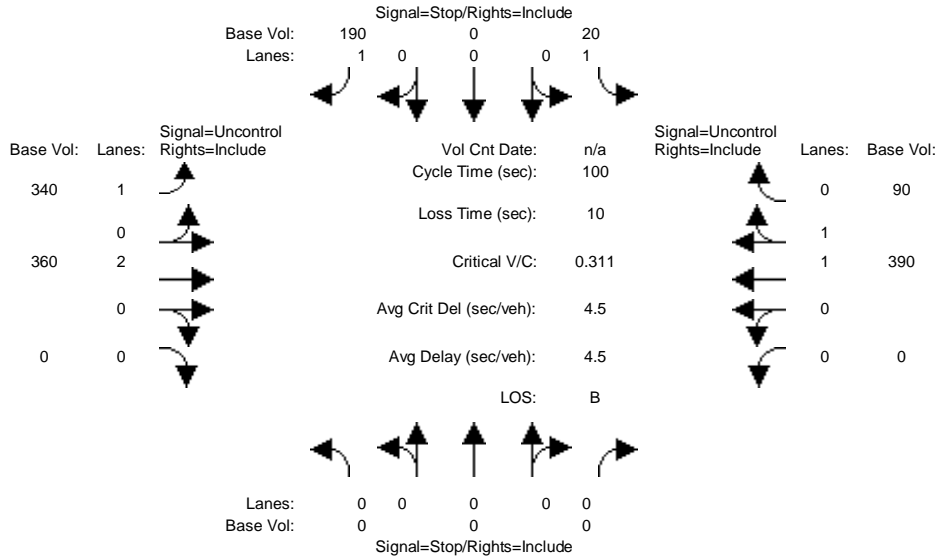 Signal=Stop/Rights=Include
Base Vol: 190 0 20
Lanes: 1 0 0 0 1
Signal=Uncontrol
Base Vol: Lanes: Rights=Include
Vol Cnt Date: n/a
Signal=Uncontrol
Rights=Include Lanes: Base Vol:
Cycle Time (sec): 100
340 1
0 90
Loss Time (sec): 10
0
1
360 2
Critical V/C: 0.311
1 390
0
Avg Crit Del (sec/veh): 4.5
0
0 0
Avg Delay (sec/veh): 4.5
0 0
LOS: B
Lanes: 0 0 0 0 0
Base Vol: 0 0 0
Signal=Stop/Rights=Include